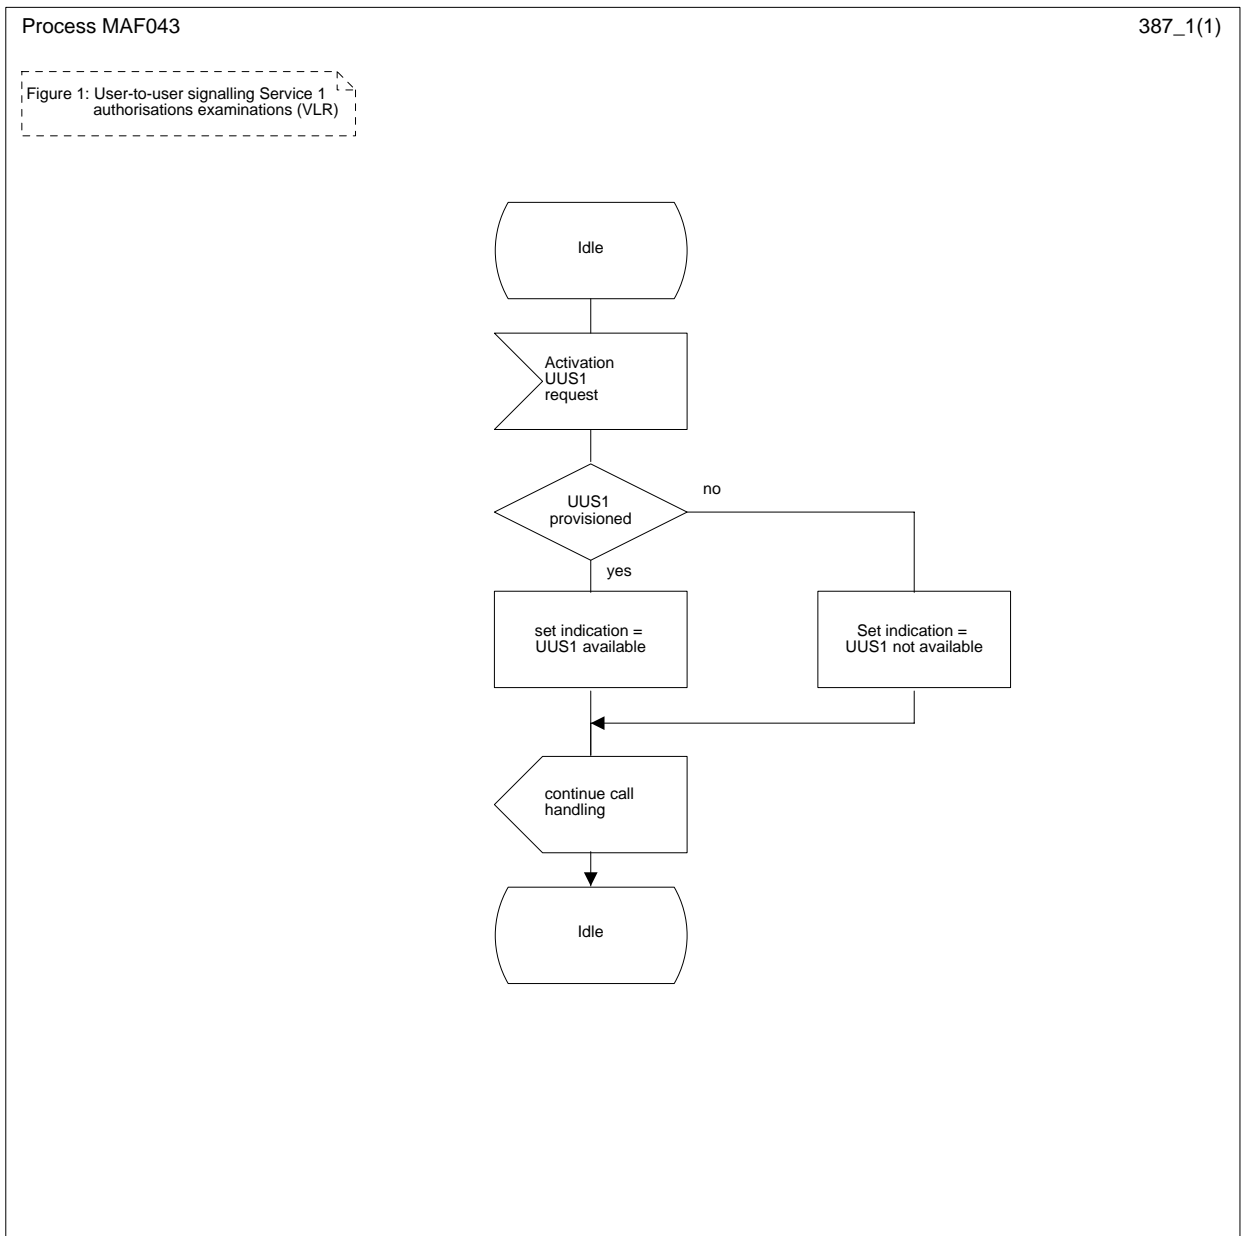 Process MAF043
387_1(1)
Figure 1: User-to-user signalling Service 1
authorisations examinations (VLR)
Idle
Activation
UUS1
request
UUS1
provisioned
no
yes
set indication =
UUS1 available
Set indication =
UUS1 not available
continue call
handling
Idle